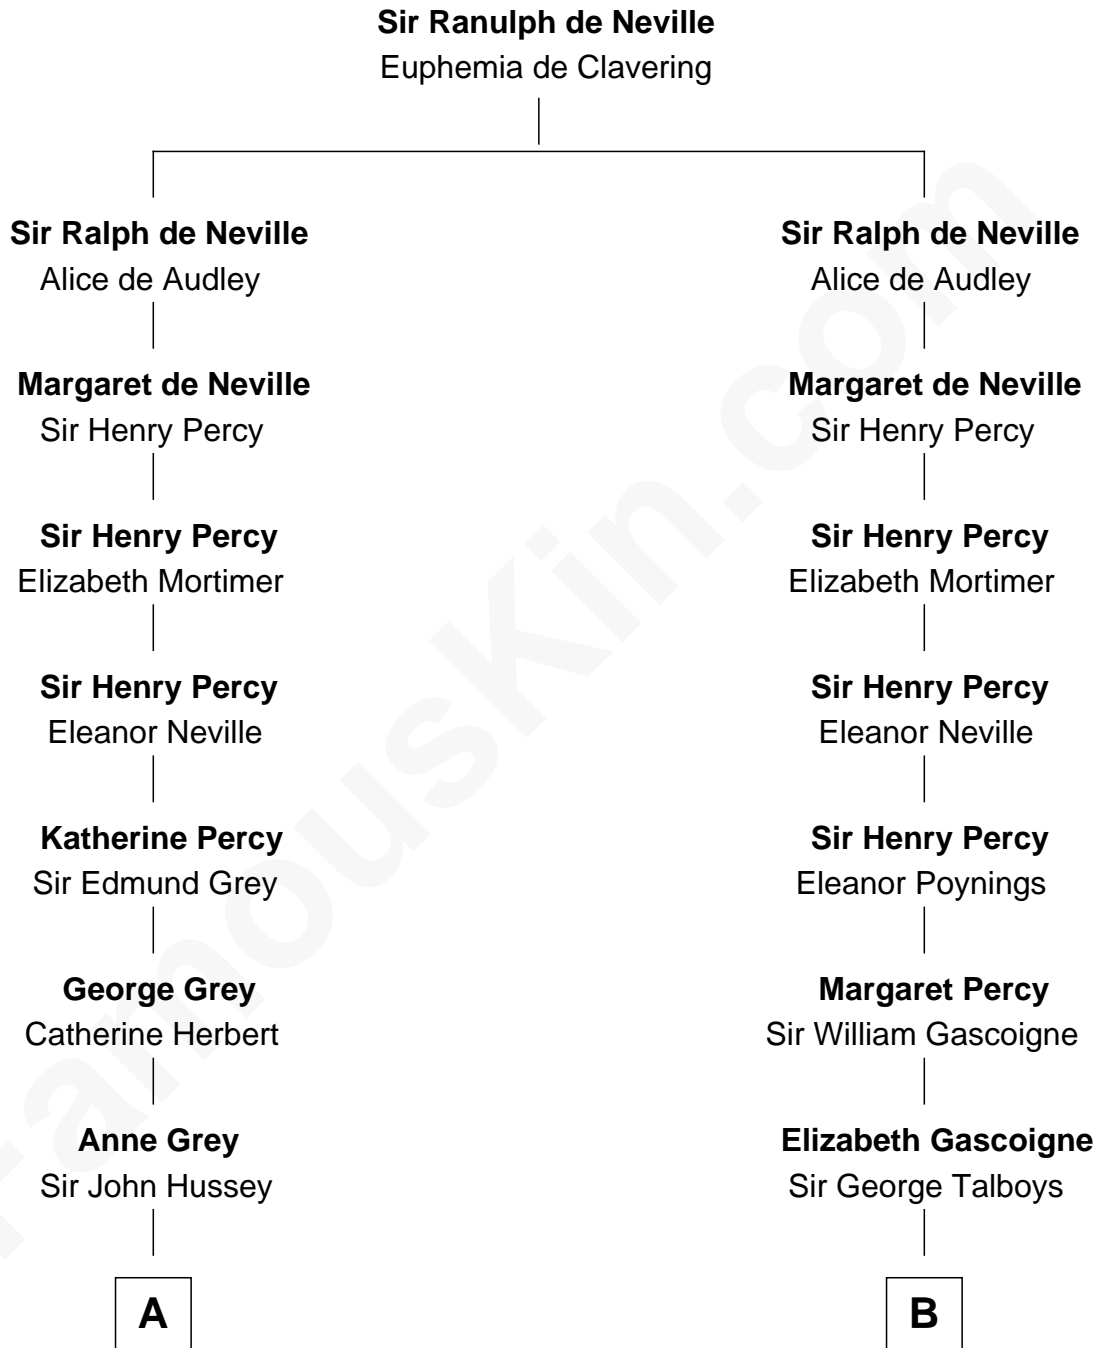 Sir Ranulph de Neville
Euphemia de Clavering
Sir Ralph de Neville
Alice de Audley
Margaret de Neville
Sir Henry Percy
Sir Henry Percy
Elizabeth Mortimer
Sir Henry Percy
Eleanor Neville
Katherine Percy
Sir Edmund Grey
George Grey
Catherine Herbert
Anne Grey
Sir John Hussey
A
Sir Ralph de Neville
Alice de Audley
Margaret de Neville
Sir Henry Percy
Sir Henry Percy
Elizabeth Mortimer
Sir Henry Percy
Eleanor Neville
Sir Henry Percy
Eleanor Poynings
Margaret Percy
Sir William Gascoigne
Elizabeth Gascoigne
Sir George Talboys
B
FamousKin.com